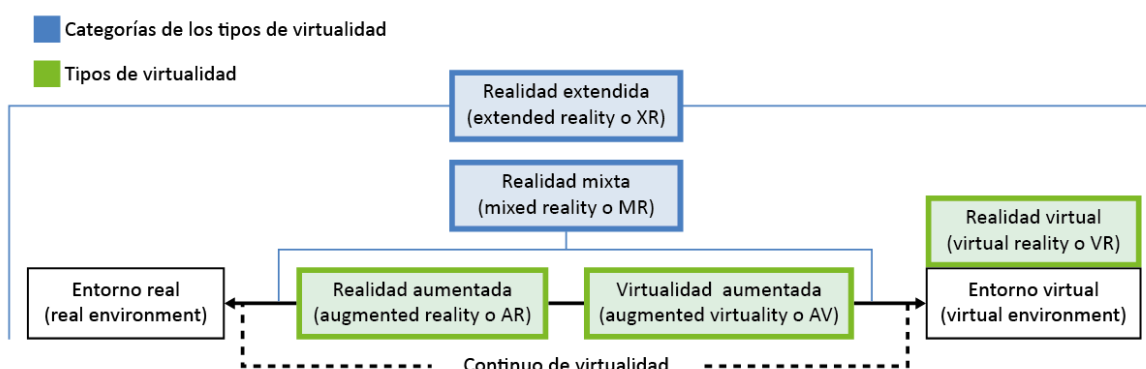 Categorías de los tipos de virtualidad
Tipos de virtualidad
Realidad extendida
(extended reality o XR)
Realidad mixta
(mixed reality o MR)
Realidad virtual
(virtual reality o VR)
Entorno real
(real environment)
Realidad aumentada
(augmented reality o AR)
Virtualidad aumentada
(augmented virtuality o AV)
Entorno virtual
(virtual environment)
Continuo de virtualidad